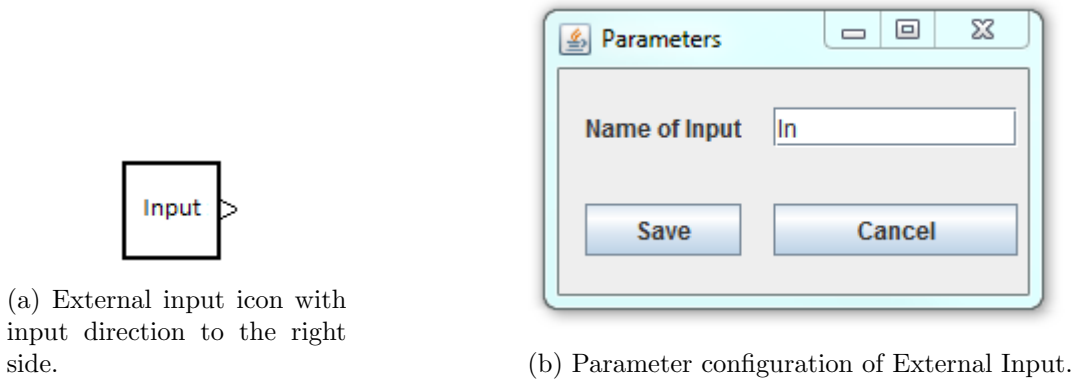 Input
(a) External input icon with
input direction to the right
side.
Parameters
Name of Input In
Save Cancel
(b) Parameter configuration of External Input.